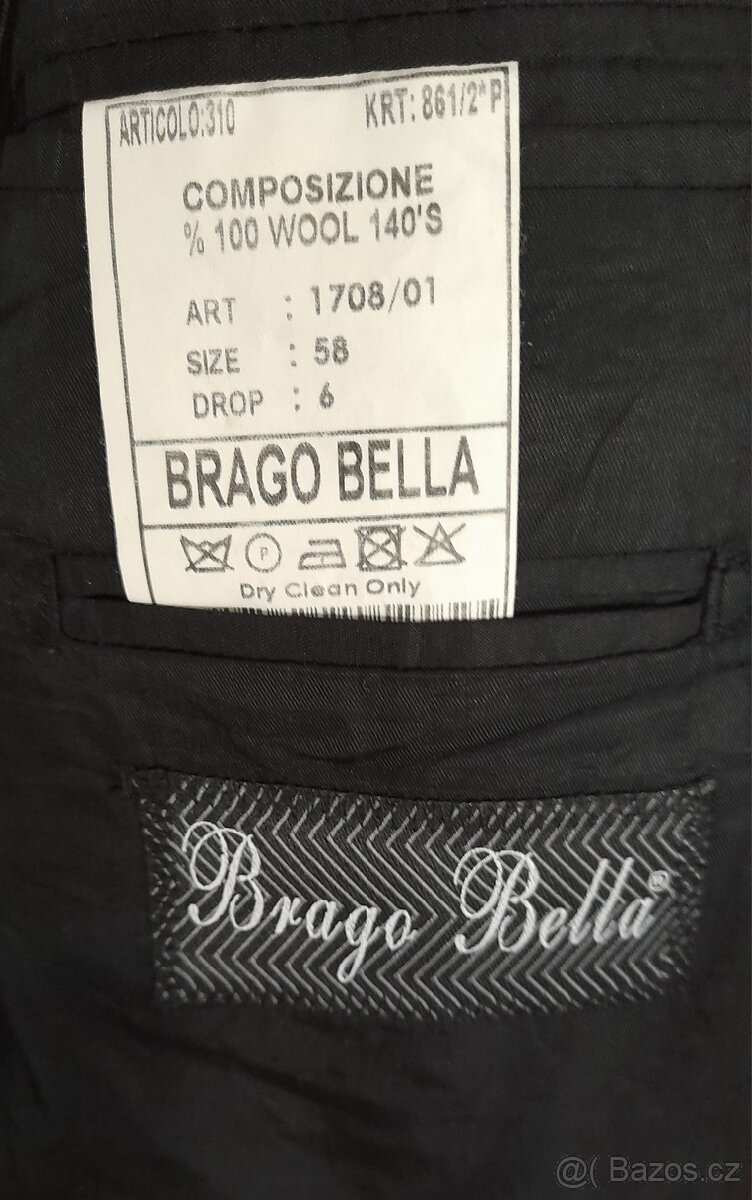 ARTICOLO:310 KRT: 861/2*P
COMPOSIZIONE
% 100 WOOL 140'S
ART : 1708/01
SIZE : 58
DROP : 6
BRAGO BELLA
P
Dry Clean Only
Brago Bella®
@( Bazos.cz